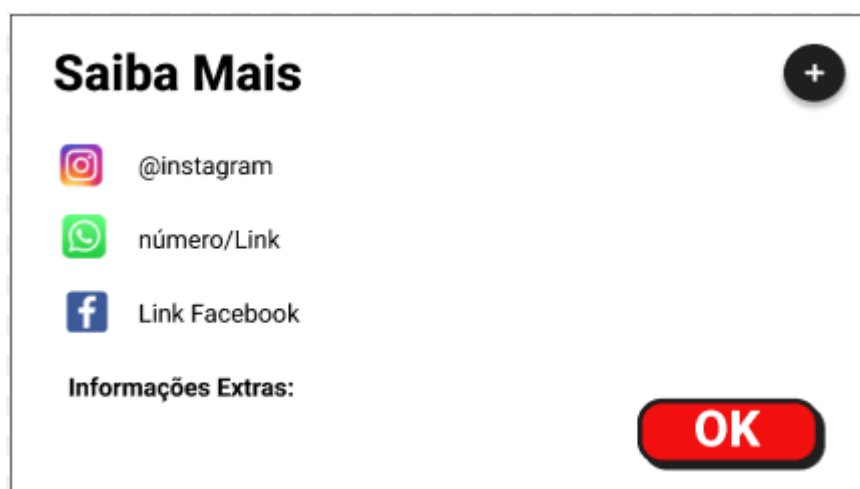 Saiba Mais
+
@instagram
número/Link
Link Facebook
Informações Extras:
OK